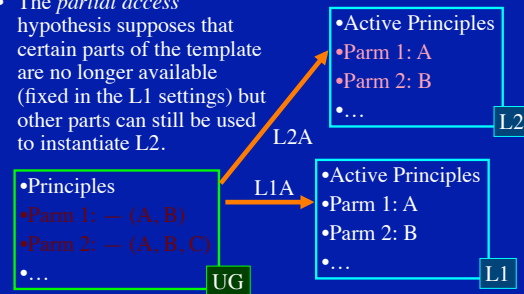 • The partial access
hypothesis supposes that
certain parts of the template
are no longer available
(fixed in the L1 settings) but
other parts can still be used
to instantiate L2.
•Active Principles
•Parm 1: A
•Parm 2: B
•…
L2
L2A
•Principles
•Parm 1: — (A, B)
•Parm 2: — (A, B, C)
•…
UG
L1A
•Active Principles
•Parm 1: A
•Parm 2: B
•…
L1